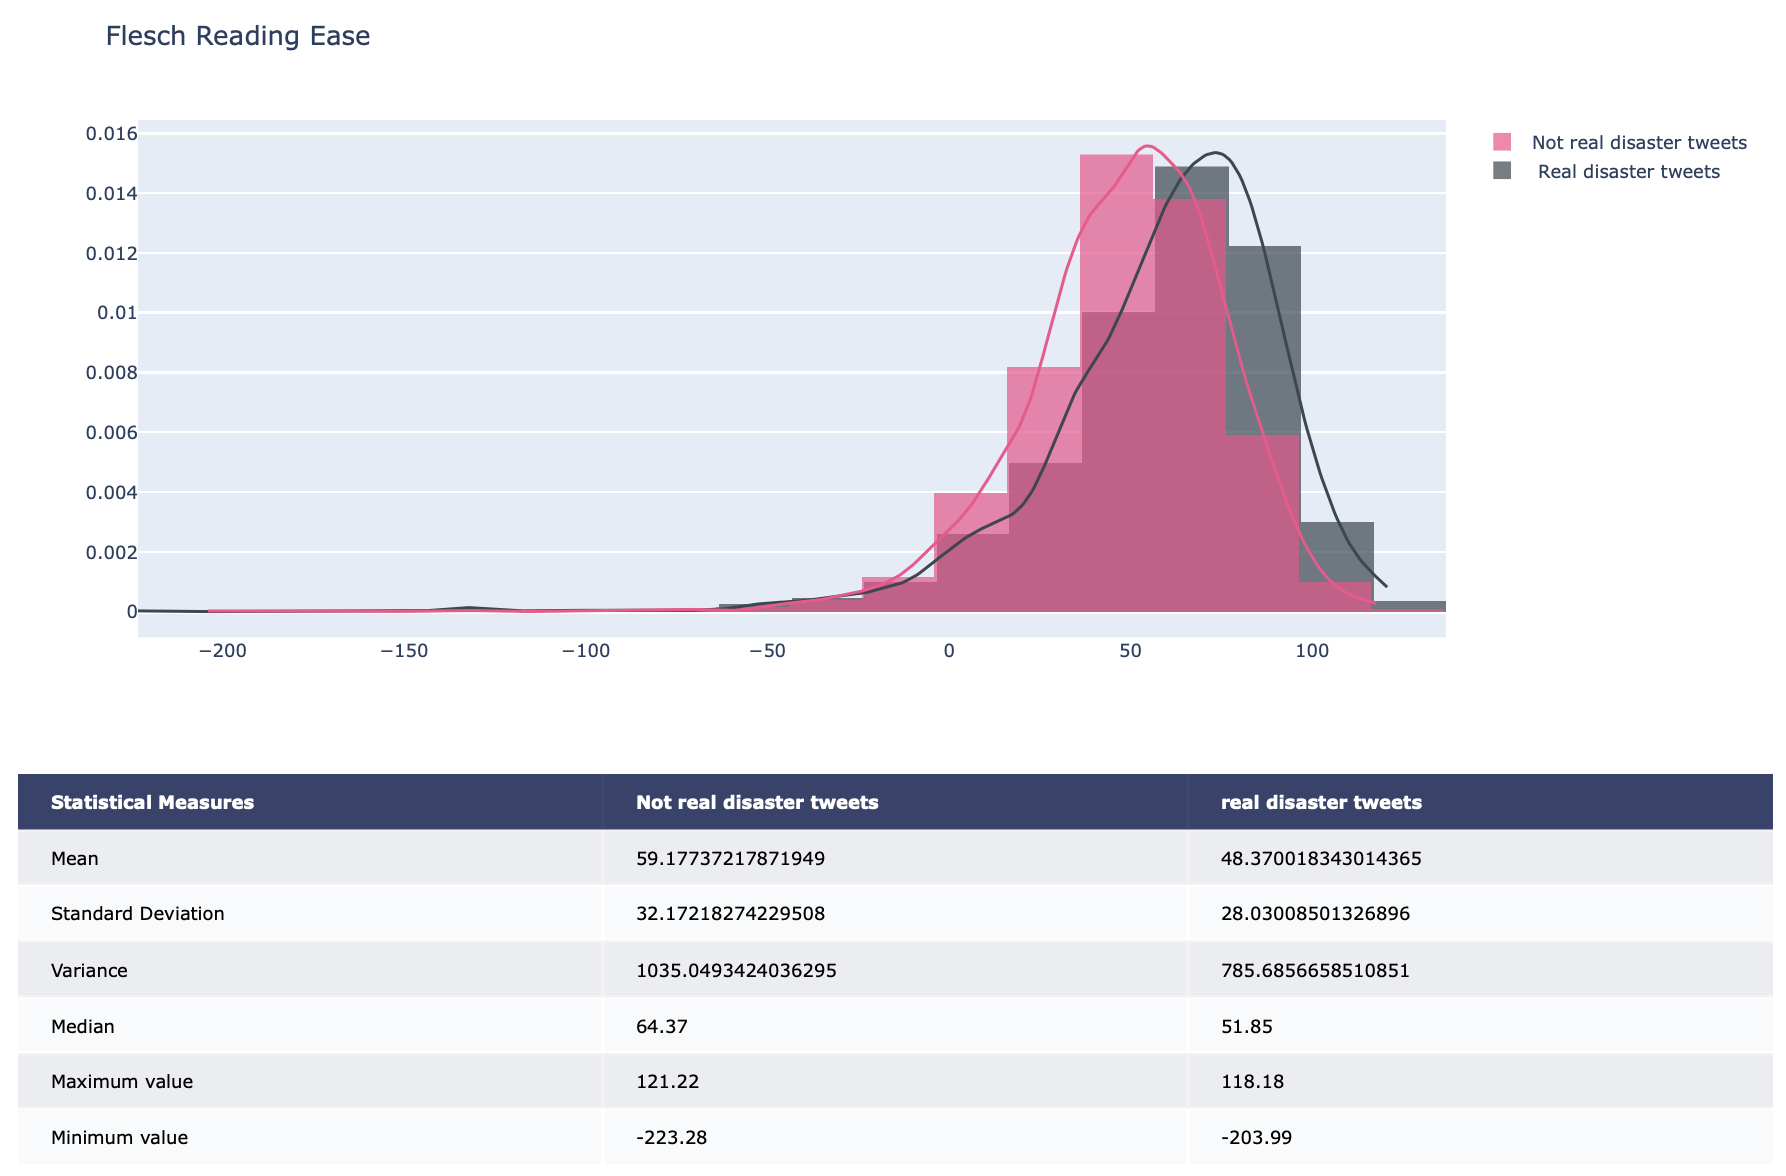 Flesch Reading Ease
Not real disaster tweets
Real disaster tweets
0.016
0.014
0.012
0.01
0.008
0.006
0.004
0.002
0
−200 −150 −100 −50 0 50 100
Statistical Measures Not real disaster tweets real disaster tweets
Mean 59.17737217871949 48.370018343014365
Standard Deviation 32.17218274229508 28.03008501326896
Variance 1035.0493424036295 785.6856658510851
Median 64.37 51.85
Maximum value 121.22 118.18
Minimum value -223.28 -203.99